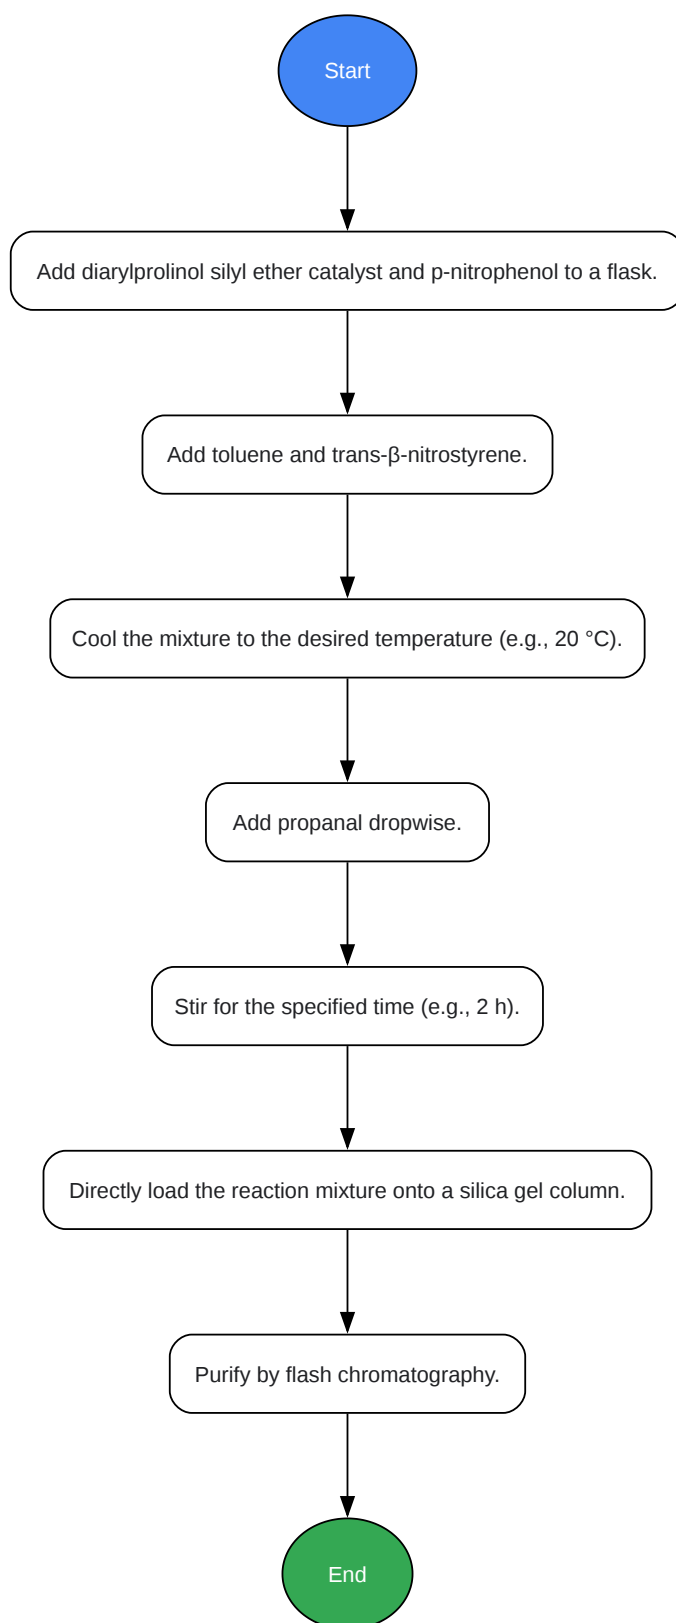 Start
Add diarylprolinol silyl ether catalyst and p-nitrophenol to a flask.
Add toluene and trans-β-nitrostyrene.
Cool the mixture to the desired temperature (e.g., 20 °C).
Add propanal dropwise.
Stir for the specified time (e.g., 2 h).
Directly load the reaction mixture onto a silica gel column.
Purify by flash chromatography.
End